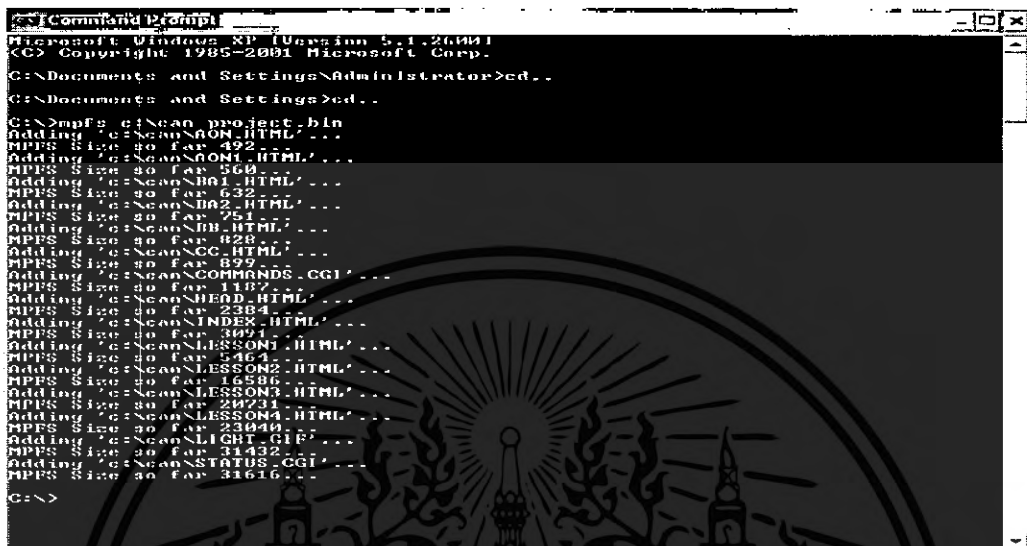 Command Prompt
Microsoft Windows XP [Version 5.1.2600]
(C) Copyright 1985-2001 Microsoft Corp.
C:\Documents and Settings\Administrator>cd..
C:\Documents and Settings>cd..
C:\>mpfs c:\can project.bin
Adding 'c:\can\AON.HTML'...
MPFS Size so far 492...
Adding 'c:\can\AON1.HTML'...
MPFS Size so far 560...
Adding 'c:\can\BA1.HTML'...
MPFS Size so far 632...
Adding 'c:\can\BA2.HTML'...
MPFS Size so far 751...
Adding 'c:\can\BB.HTML'...
MPFS Size so far 828...
Adding 'c:\can\CC.HTML'...
MPFS Size so far 899...
Adding 'c:\can\COMMANDS.CGI'...
MPFS Size so far 1187...
Adding 'c:\can\HEAD.HTML'...
MPFS Size so far 2384...
Adding 'c:\can\INDEX.HTML'...
MPFS Size so far 3091...
Adding 'c:\can\LESSON1.HTML'...
MPFS Size so far 5464...
Adding 'c:\can\LESSON2.HTML'...
MPFS Size so far 16586...
Adding 'c:\can\LESSON3.HTML'...
MPFS Size so far 20731...
Adding 'c:\can\LESSON4.HTML'...
MPFS Size so far 23040...
Adding 'c:\can\LIGHT.GIF'...
MPFS Size so far 31432...
Adding 'c:\can\STATUS.CGI'...
MPFS Size so far 31616...
C:\>